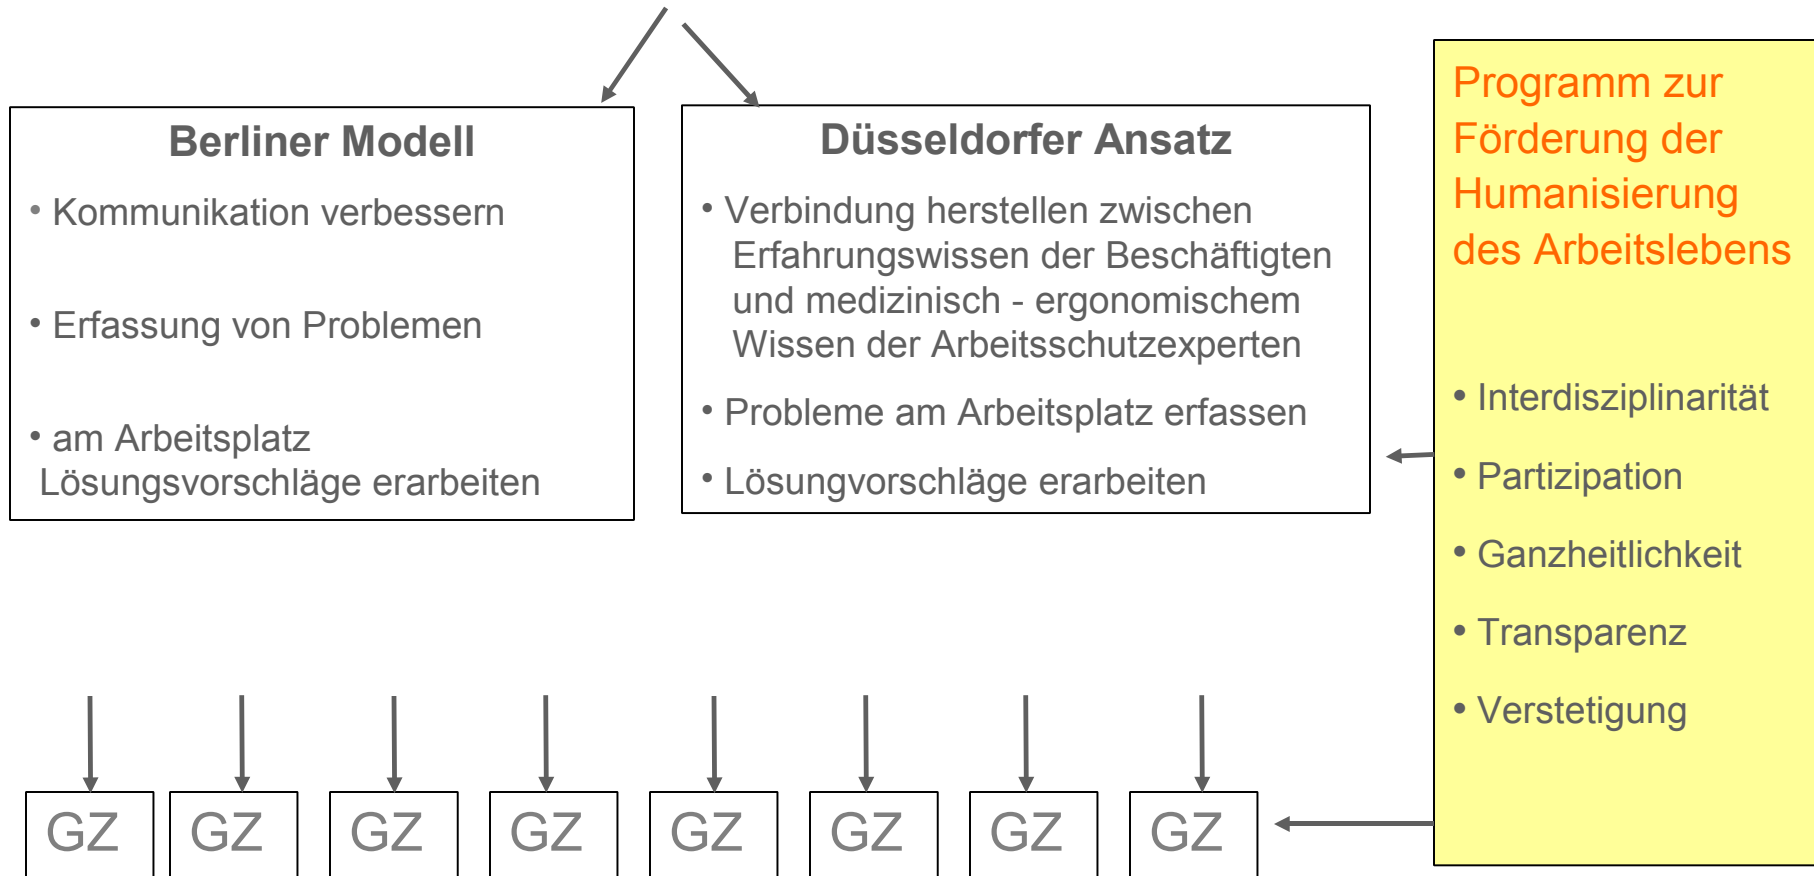 Berliner Modell
• Kommunikation verbessern
• Erfassung von Problemen
• am Arbeitsplatz
Lösungsvorschläge erarbeiten
Düsseldorfer Ansatz
• Verbindung herstellen zwischen
Erfahrungswissen der Beschäftigten
und medizinisch - ergonomischem
Wissen der Arbeitsschutzexperten
• Probleme am Arbeitsplatz erfassen
• Lösungvorschläge erarbeiten
Programm zur
Förderung der
Humanisierung
des Arbeitslebens
• Interdisziplinarität
• Partizipation
• Ganzheitlichkeit
• Transparenz
• Verstetigung
GZ GZ GZ GZ GZ GZ GZ GZ